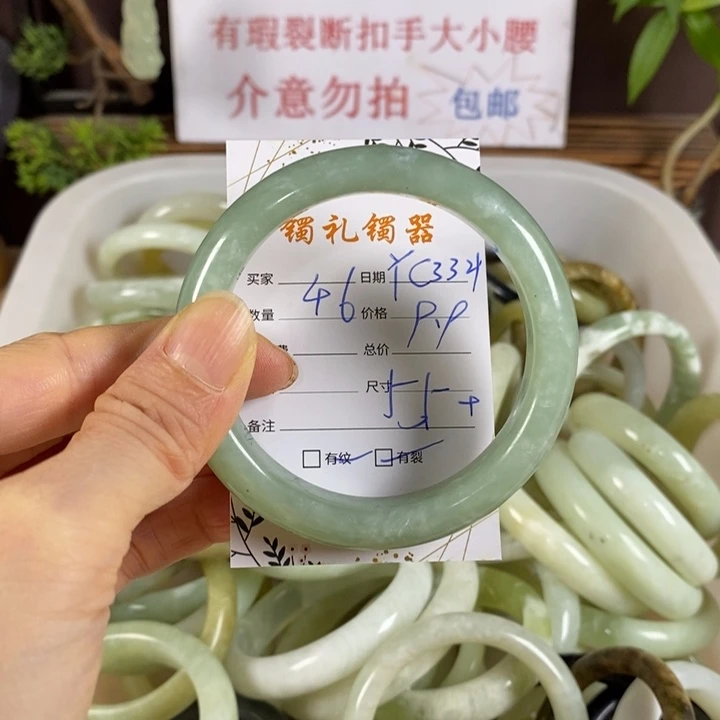 有瑕裂断扣手大小腰
介意勿拍 包邮
镯礼镯器
买家 46 日期 YC334
数量 价格 P.P
费 总价
尺寸 55+
备注
有纹 有裂